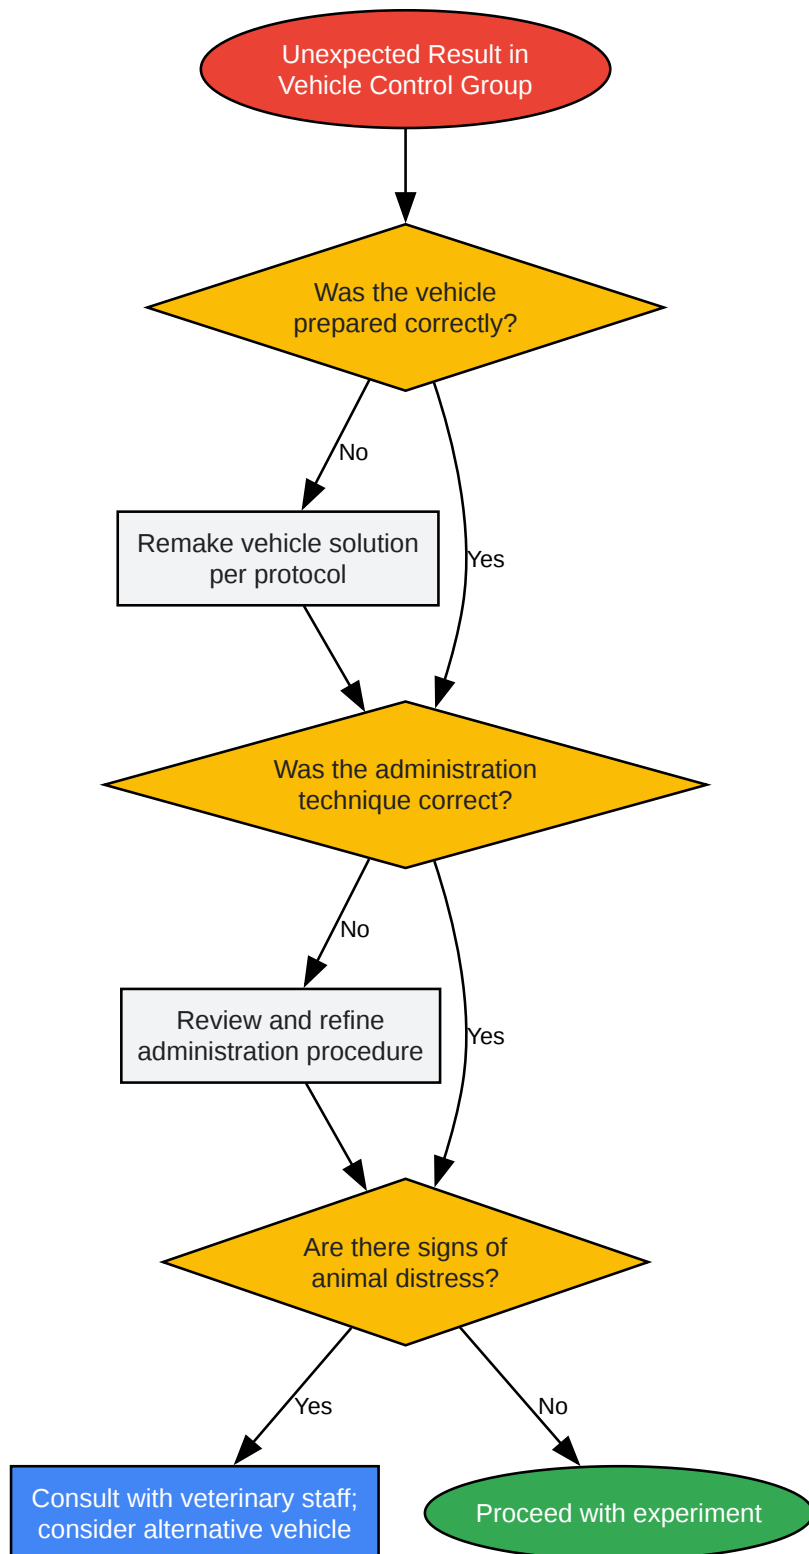 Unexpected Result in
Vehicle Control Group
Was the vehicle
prepared correctly?
No
Remake vehicle solution
per protocol
Yes
Was the administration
technique correct?
No
Review and refine
administration procedure
Yes
Are there signs of
animal distress?
Yes
No
Consult with veterinary staff;
consider alternative vehicle
Proceed with experiment